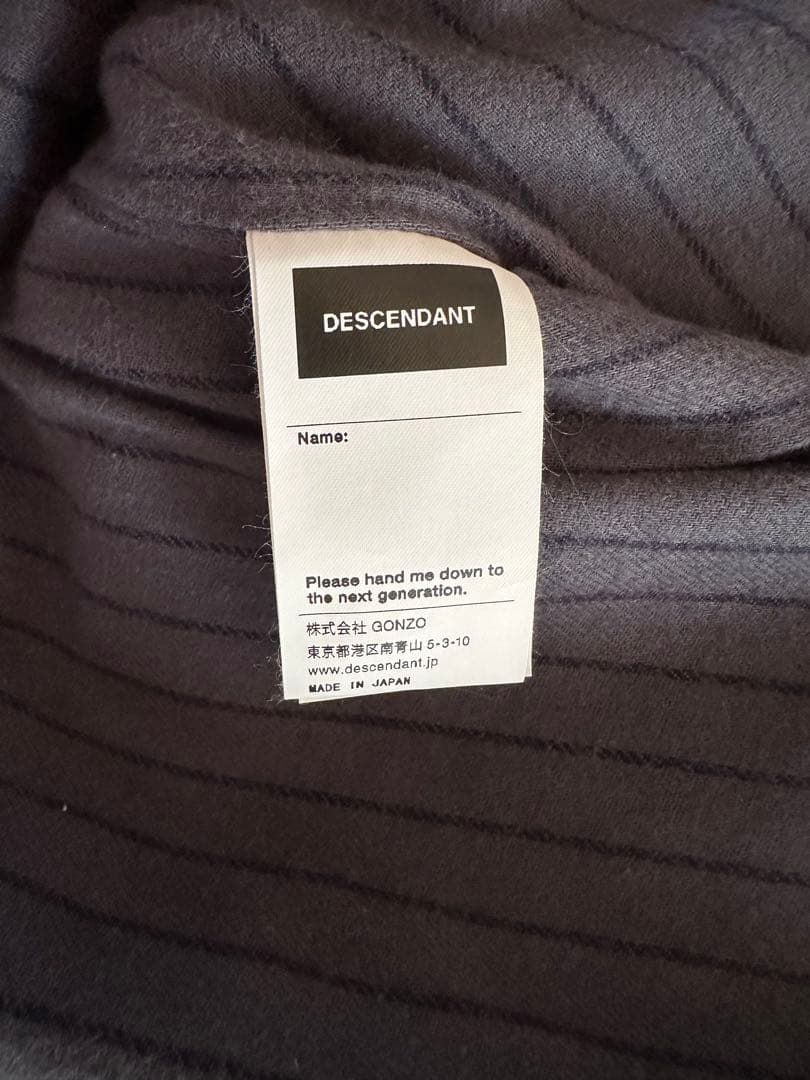 DESCENDANT
Name:
Please hand me down to
the next generation.
株式会社 GONZO
東京都港区南青山 5-3-10
www.descendant.jp
MADE IN JAPAN